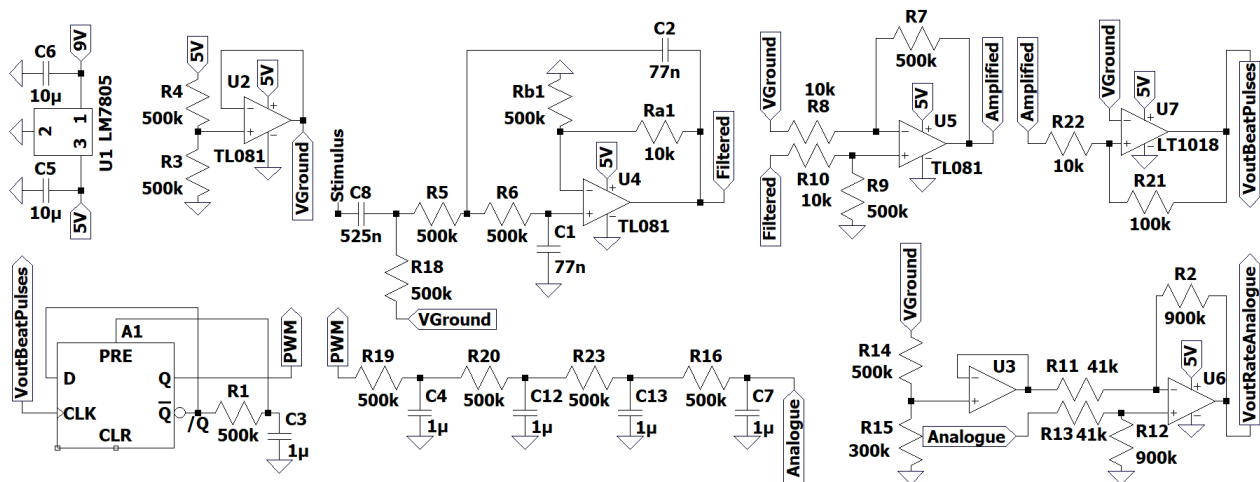 C6
10µ
9V
1
2
3
U1 LM7805
C5
10µ
5V
5V
R4
500k
R3
500k
U2
5V
TL081
VGround
Stimulus
C8
525n
R5
500k
R6
500k
R18
500k
VGround
C1
77n
C2
77n
Rb1
500k
Ra1
10k
5V
U4
TL081
Filtered
VGround
10k
R8
Filtered
R10
10k
R9
500k
R7
500k
5V
U5
TL081
Amplified
Amplified
R22
10k
VGround
5V
U7
LT1018
R21
100k
VoutBeatPulses
VoutBeatPulses
A1
PRE
D
Q
CLK
Q
CLR
/Q
R1
500k
C3
1µ
PWM
PWM
R19
500k
C4
1µ
R20
500k
C12
1µ
R23
500k
C13
1µ
R16
500k
C7
1µ
Analogue
VGround
R14
500k
R15
300k
U3
Analogue
R11 41k
R13 41k
R12
900k
R2
900k
5V
U6
VoutRateAnalogue